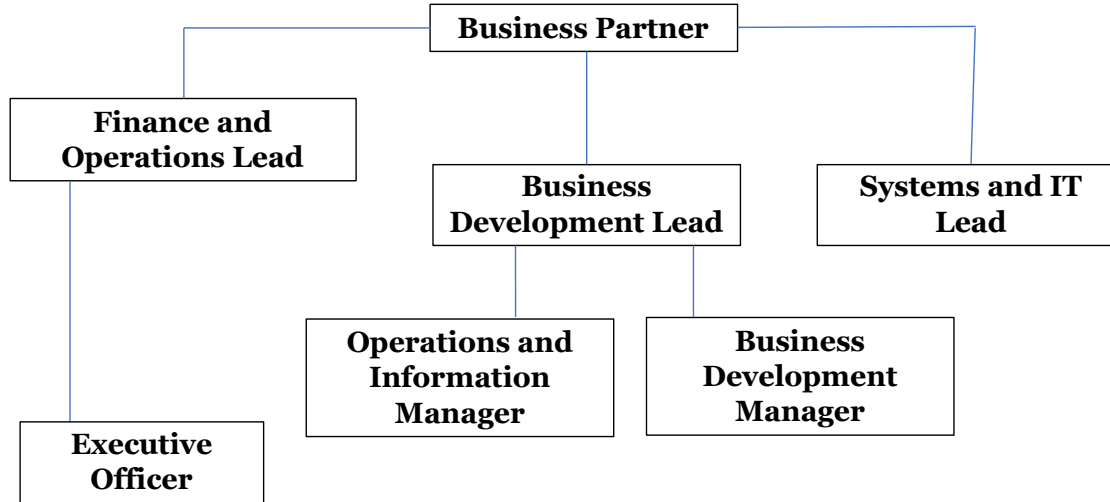 Business Partner
Finance and
Operations Lead
Business
Development Lead
Systems and IT
Lead
Operations and
Information
Manager
Business
Development
Manager
Executive
Officer